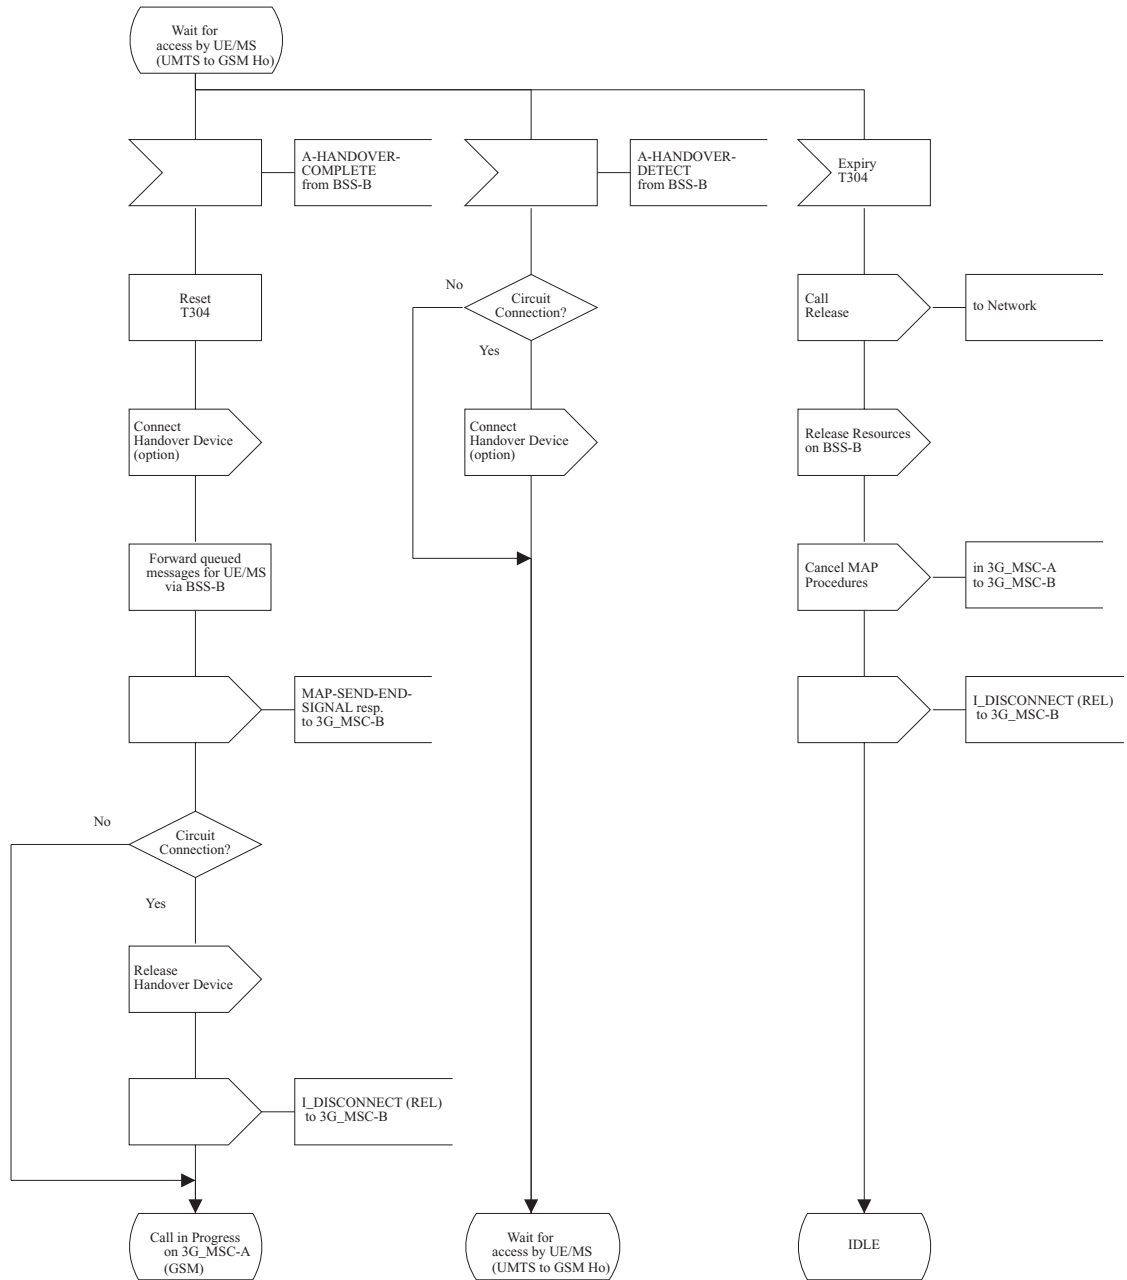 Wait for
access by UE/MS
(UMTS to GSM Ho)
A-HANDOVER-
COMPLETE
from BSS-B
A-HANDOVER-
DETECT
from BSS-B
Expiry
T304
Reset
T304
No
Circuit
Connection?
Yes
Call
Release
to Network
Connect
Handover Device
(option)
Connect
Handover Device
(option)
Release Resources
on BSS-B
Forward queued
messages for UE/MS
via BSS-B
Cancel MAP
Procedures
in 3G_MSC-A
to 3G_MSC-B
MAP-SEND-END-
SIGNAL resp.
to 3G_MSC-B
I_DISCONNECT (REL)
to 3G_MSC-B
No
Circuit
Connection?
Yes
Release
Handover Device
I_DISCONNECT (REL)
to 3G_MSC-B
Call in Progress
on 3G_MSC-A
(GSM)
Wait for
access by UE/MS
(UMTS to GSM Ho)
IDLE